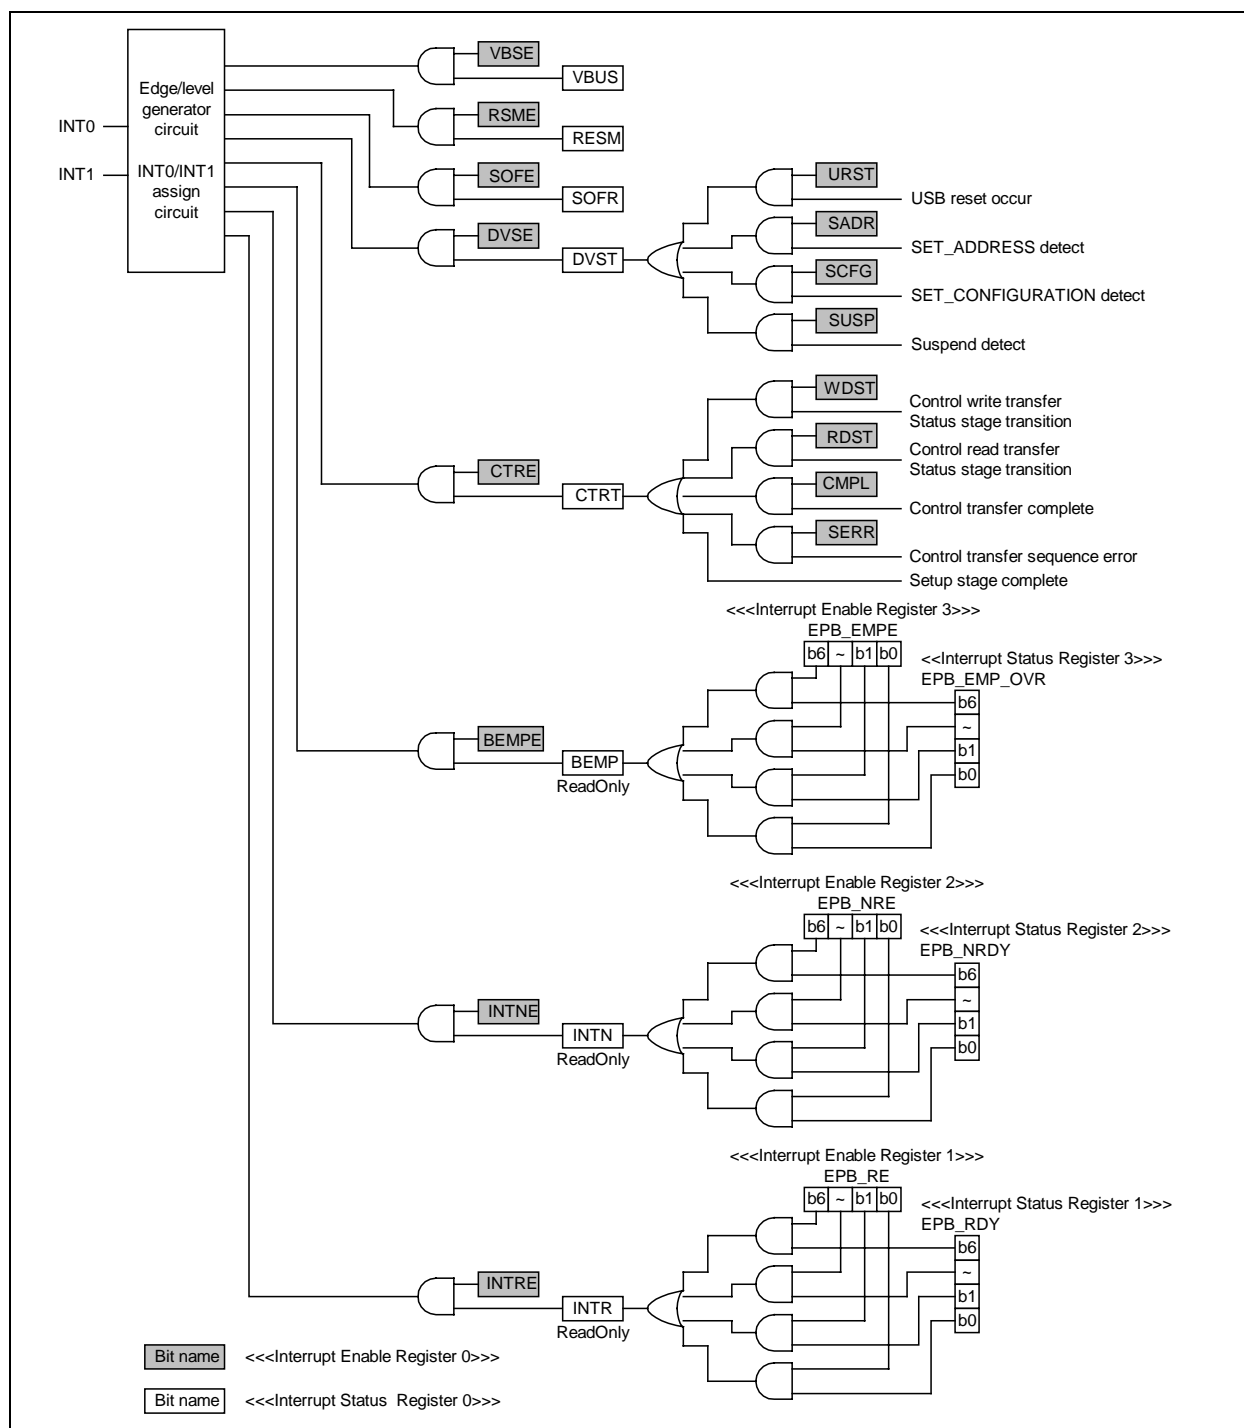 Edge/level
generator
circuit
INT0/INT1
assign
circuit
INT0
INT1
VBSE
VBUS
RSME
RESM
SOFE
SOFR
DVSE
DVST
URST
USB reset occur
SADR
SET_ADDRESS detect
SCFG
SET_CONFIGURATION detect
SUSP
Suspend detect
WDST
Control write transfer
Status stage transition
RDST
Control read transfer
Status stage transition
CTRE
CTRT
CMPL
Control transfer complete
SERR
Control transfer sequence error
Setup stage complete
<<<Interrupt Enable Register 3>>>
EPB_EMPE
b6 ~ b1 b0
<<Interrupt Status Register 3>>>
EPB_EMP_OVR
b6
~
b1
b0
BEMPE
BEMP
ReadOnly
<<<Interrupt Enable Register 2>>>
EPB_NRE
b6 ~ b1 b0
<<<Interrupt Status Register 2>>>
EPB_NRDY
b6
~
b1
b0
INTNE
INTN
ReadOnly
<<<Interrupt Enable Register 1>>>
EPB_RE
b6 ~ b1 b0
<<<Interrupt Status Register 1>>>
EPB_RDY
b6
~
b1
b0
INTRE
INTR
ReadOnly
Bit name <<<Interrupt Enable Register 0>>>
Bit name <<<Interrupt Status Register 0>>>